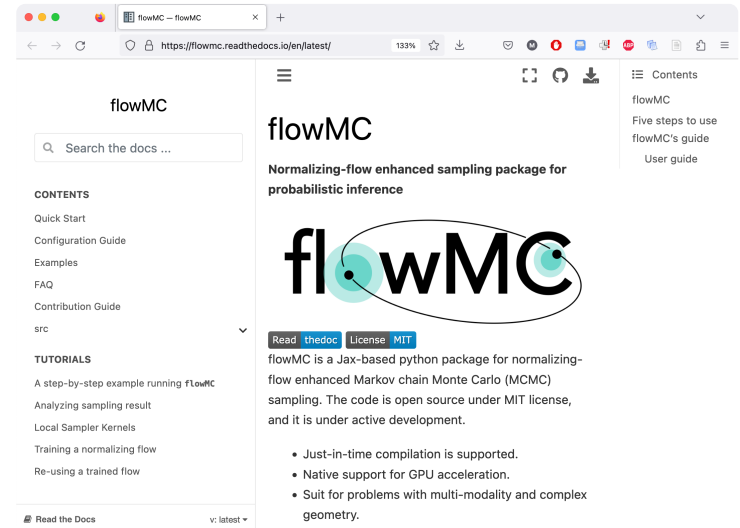 flowMC — flowMC
https://flowmc.readthedocs.io/en/latest/
133%
flowMC
Search the docs ...
CONTENTS
Quick Start
Configuration Guide
Examples
FAQ
Contribution Guide
src
TUTORIALS
A step-by-step example running flowMC
Analyzing sampling result
Local Sampler Kernels
Training a normalizing flow
Re-using a trained flow
Read the Docs
v: latest
flowMC
Normalizing-flow enhanced sampling package for
probabilistic inference
flowMC
Read thedoc License MIT
flowMC is a Jax-based python package for normalizing-
flow enhanced Markov chain Monte Carlo (MCMC)
sampling. The code is open source under MIT license,
and it is under active development.
• Just-in-time compilation is supported.
• Native support for GPU acceleration.
• Suit for problems with multi-modality and complex
geometry.
Contents
flowMC
Five steps to use
flowMC's guide
User guide